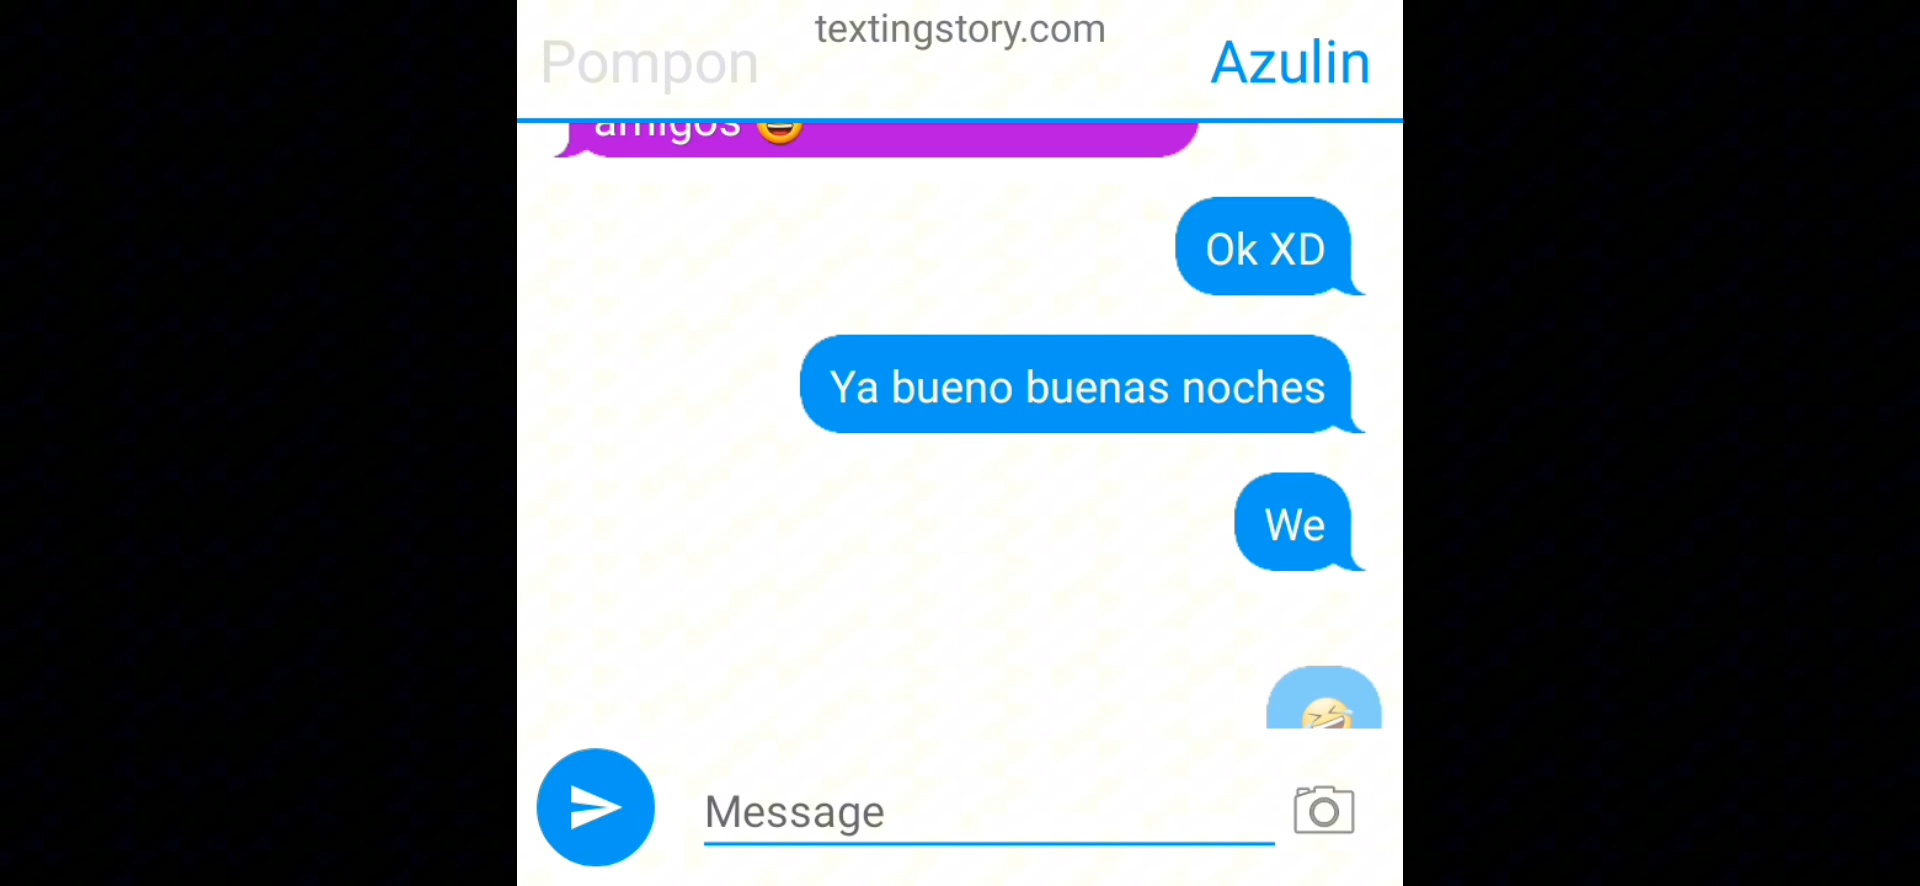 textingstory.com
Pompon
Azulin
amigos 😄
Ok XD
Ya bueno buenas noches
We
🤣
Message